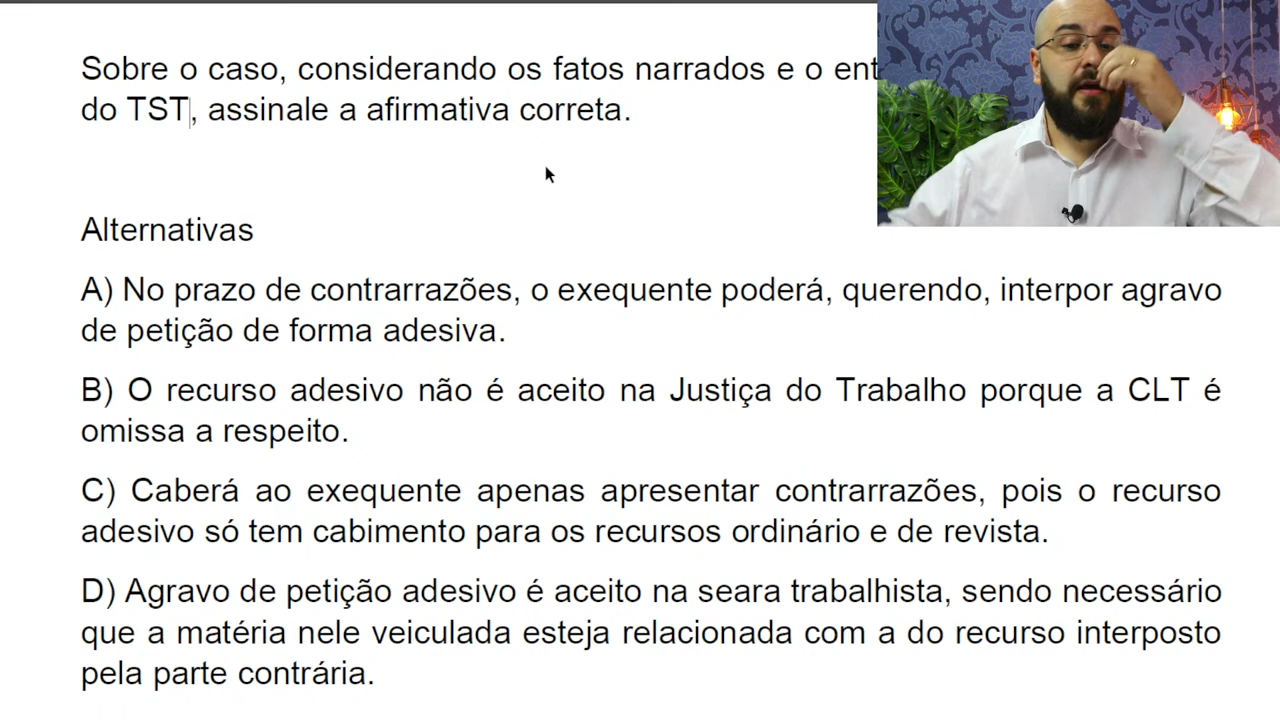 Sobre o caso, considerando os fatos narrados e o ent
do TST, assinale a afirmativa correta.
Alternativas
A) No prazo de contrarrazões, o exequente poderá, querendo, interpor agravo
de petição de forma adesiva.
B) O recurso adesivo não é aceito na Justiça do Trabalho porque a CLT é
omissa a respeito.
C) Caberá ao exequente apenas apresentar contrarrazões, pois o recurso
adesivo só tem cabimento para os recursos ordinário e de revista.
D) Agravo de petição adesivo é aceito na seara trabalhista, sendo necessário
que a matéria nele veiculada esteja relacionada com a do recurso interposto
pela parte contrária.